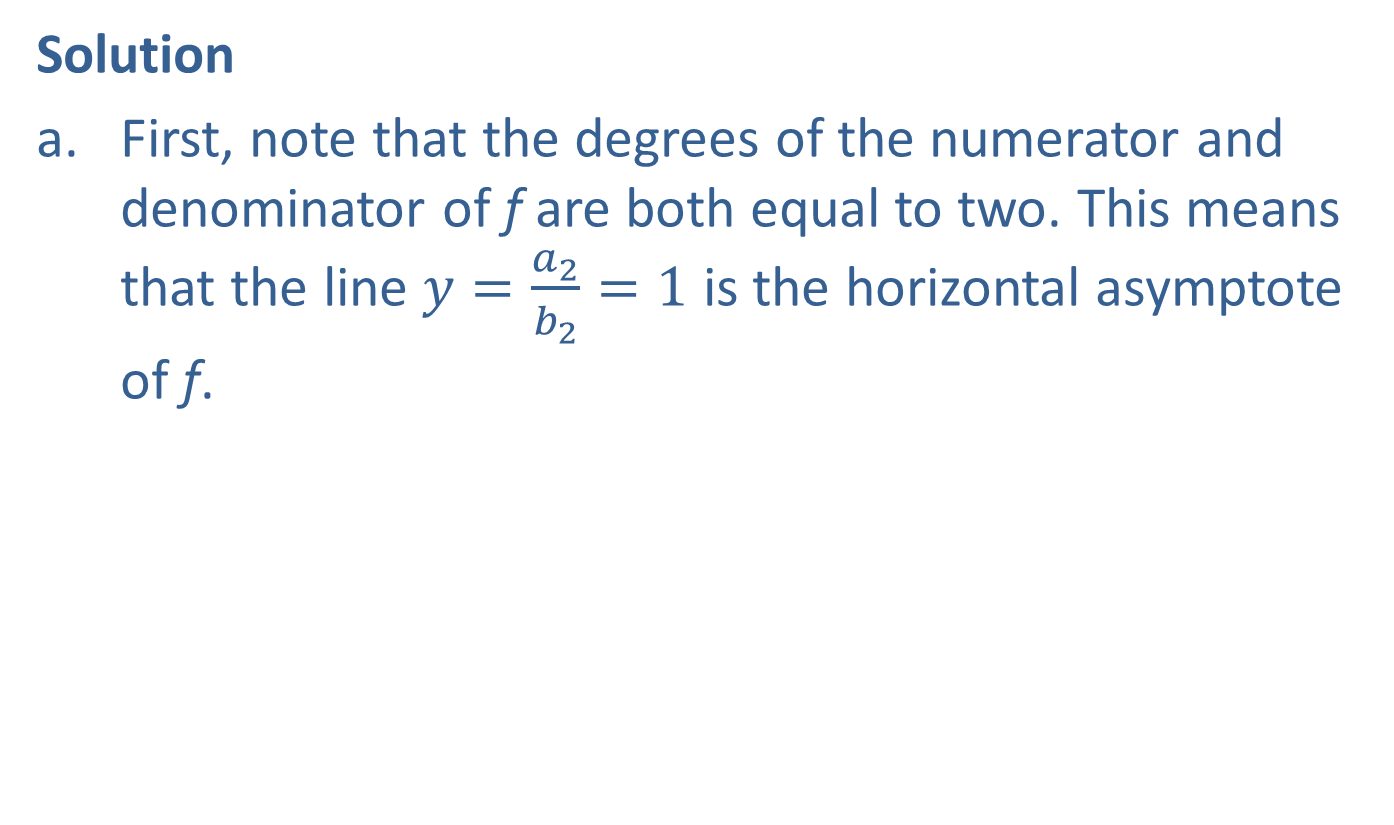 Solution
a. First, note that the degrees of the numerator and
denominator of f are both equal to two. This means
that the line y = a₂/b₂ = 1 is the horizontal asymptote
of f.